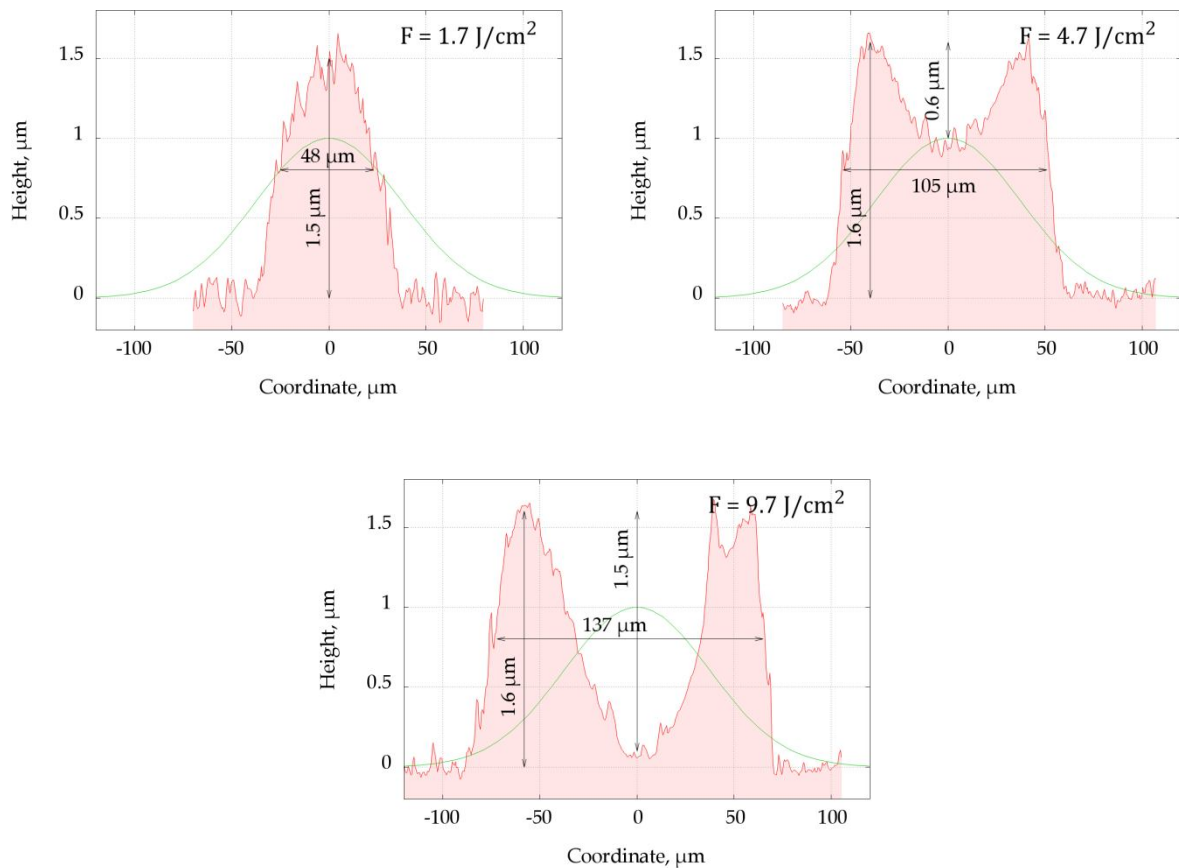 F = 1.7 J/cm²
Height, µm
1.5
1
0.5
0
48 µm
1.5 µm
-100 -50 0 50 100
Coordinate, µm
F = 4.7 J/cm²
Height, µm
1.5
1
0.5
0
0.6 µm
105 µm
1.6 µm
-100 -50 0 50 100
Coordinate, µm
F = 9.7 J/cm²
Height, µm
1.5
1
0.5
0
1.5 µm
137 µm
1.6 µm
-100 -50 0 50 100
Coordinate, µm